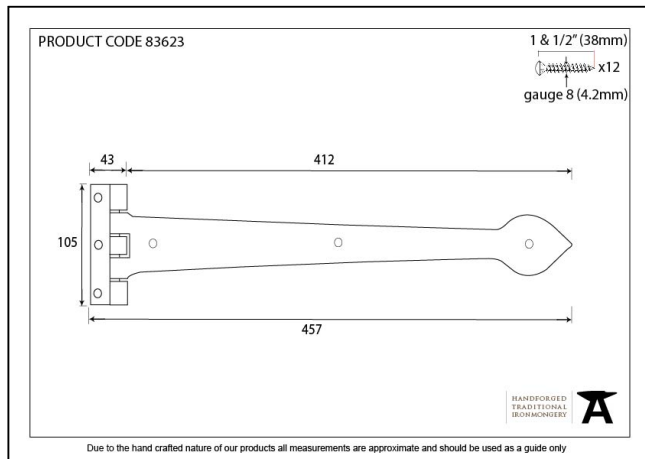 PRODUCT CODE 83623
1 & 1/2" (38mm)
x12
gauge 8 (4.2mm)
43
412
105
457
HANDFORGED
TRADITIONAL
IRONMONGERY
Due to the hand crafted nature of our products all measurements are approximate and should be used as a guide only